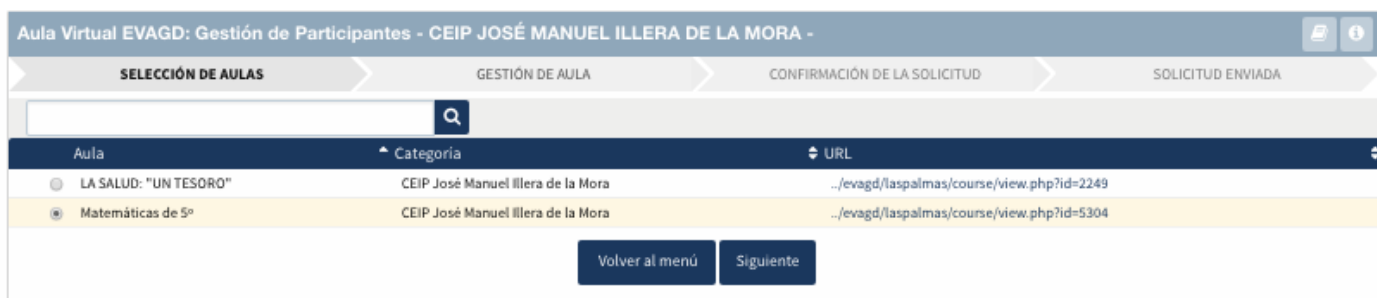 Aula Virtual EVAGD: Gestión de Participantes - CEIP JOSÉ MANUEL ILLERA DE LA MORA -
SELECCIÓN DE AULAS GESTIÓN DE AULA CONFIRMACIÓN DE LA SOLICITUD SOLICITUD ENVIADA
Aula Categoría URL
LA SALUD: "UN TESORO" CEIP José Manuel Illera de la Mora ../evagd/laspalmas/course/view.php?id=2249
Matemáticas de 5º CEIP José Manuel Illera de la Mora ../evagd/laspalmas/course/view.php?id=5304
Volver al menú Siguiente